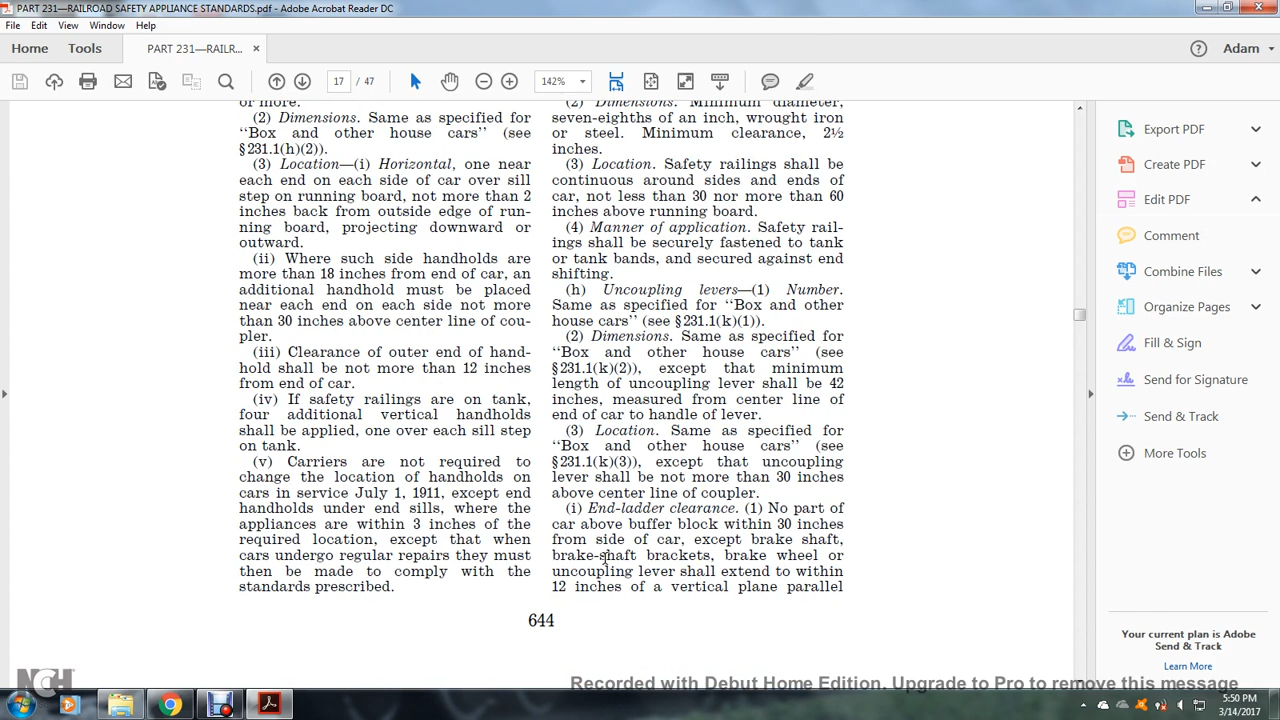 PART 231—RAILROAD SAFETY APPLIANCE STANDARDS.pdf - Adobe Acrobat Reader DC
File Edit View Window Help
Home Tools PART 231—RAILR... × Adam
17 / 47 142%
or more.
(2) Dimensions. Same as specified for
‘‘Box and other house cars’’ (see
§231.1(h)(2)).
(3) Location—(i) Horizontal, one near
each end on each side of car over sill
step on running board, not more than 2
inches back from outside edge of run-
ning board, projecting downward or
outward.
(ii) Where such side handholds are
more than 18 inches from end of car, an
additional handhold must be placed
near each end on each side not more
than 30 inches above center line of cou-
pler.
(iii) Clearance of outer end of hand-
hold shall be not more than 12 inches
from end of car.
(iv) If safety railings are on tank,
four additional vertical handholds
shall be applied, one over each sill step
on tank.
(v) Carriers are not required to
change the location of handholds on
cars in service July 1, 1911, except end
handholds under end sills, where the
appliances are within 3 inches of the
required location, except that when
cars undergo regular repairs they must
then be made to comply with the
standards prescribed.
(2) Dimensions. Minimum diameter,
seven-eighths of an inch, wrought iron
or steel. Minimum clearance, 2½
inches.
(3) Location. Safety railings shall be
continuous around sides and ends of
car, not less than 30 nor more than 60
inches above running board.
(4) Manner of application. Safety rail-
ings shall be securely fastened to tank
or tank bands, and secured against end
shifting.
(h) Uncoupling levers—(1) Number.
Same as specified for ‘‘Box and other
house cars’’ (see §231.1(k)(1)).
(2) Dimensions. Same as specified for
‘‘Box and other house cars’’ (see
§231.1(k)(2)), except that minimum
length of uncoupling lever shall be 42
inches, measured from center line of
end of car to handle of lever.
(3) Location. Same as specified for
‘‘Box and other house cars’’ (see
§231.1(k)(3)), except that uncoupling
lever shall be not more than 30 inches
above center line of coupler.
(i) End-ladder clearance. (1) No part of
car above buffer block within 30 inches
from side of car, except brake shaft,
brake-shaft brackets, brake wheel or
uncoupling lever shall extend to within
12 inches of a vertical plane parallel
644
Export PDF
Create PDF
Edit PDF
Comment
Combine Files
Organize Pages
Fill & Sign
Send for Signature
Send & Track
More Tools
Your current plan is Adobe
Send & Track
Learn More
NCH
Recorded with Debut Home Edition. Upgrade to Pro to remove this message
5:50 PM
3/14/2017